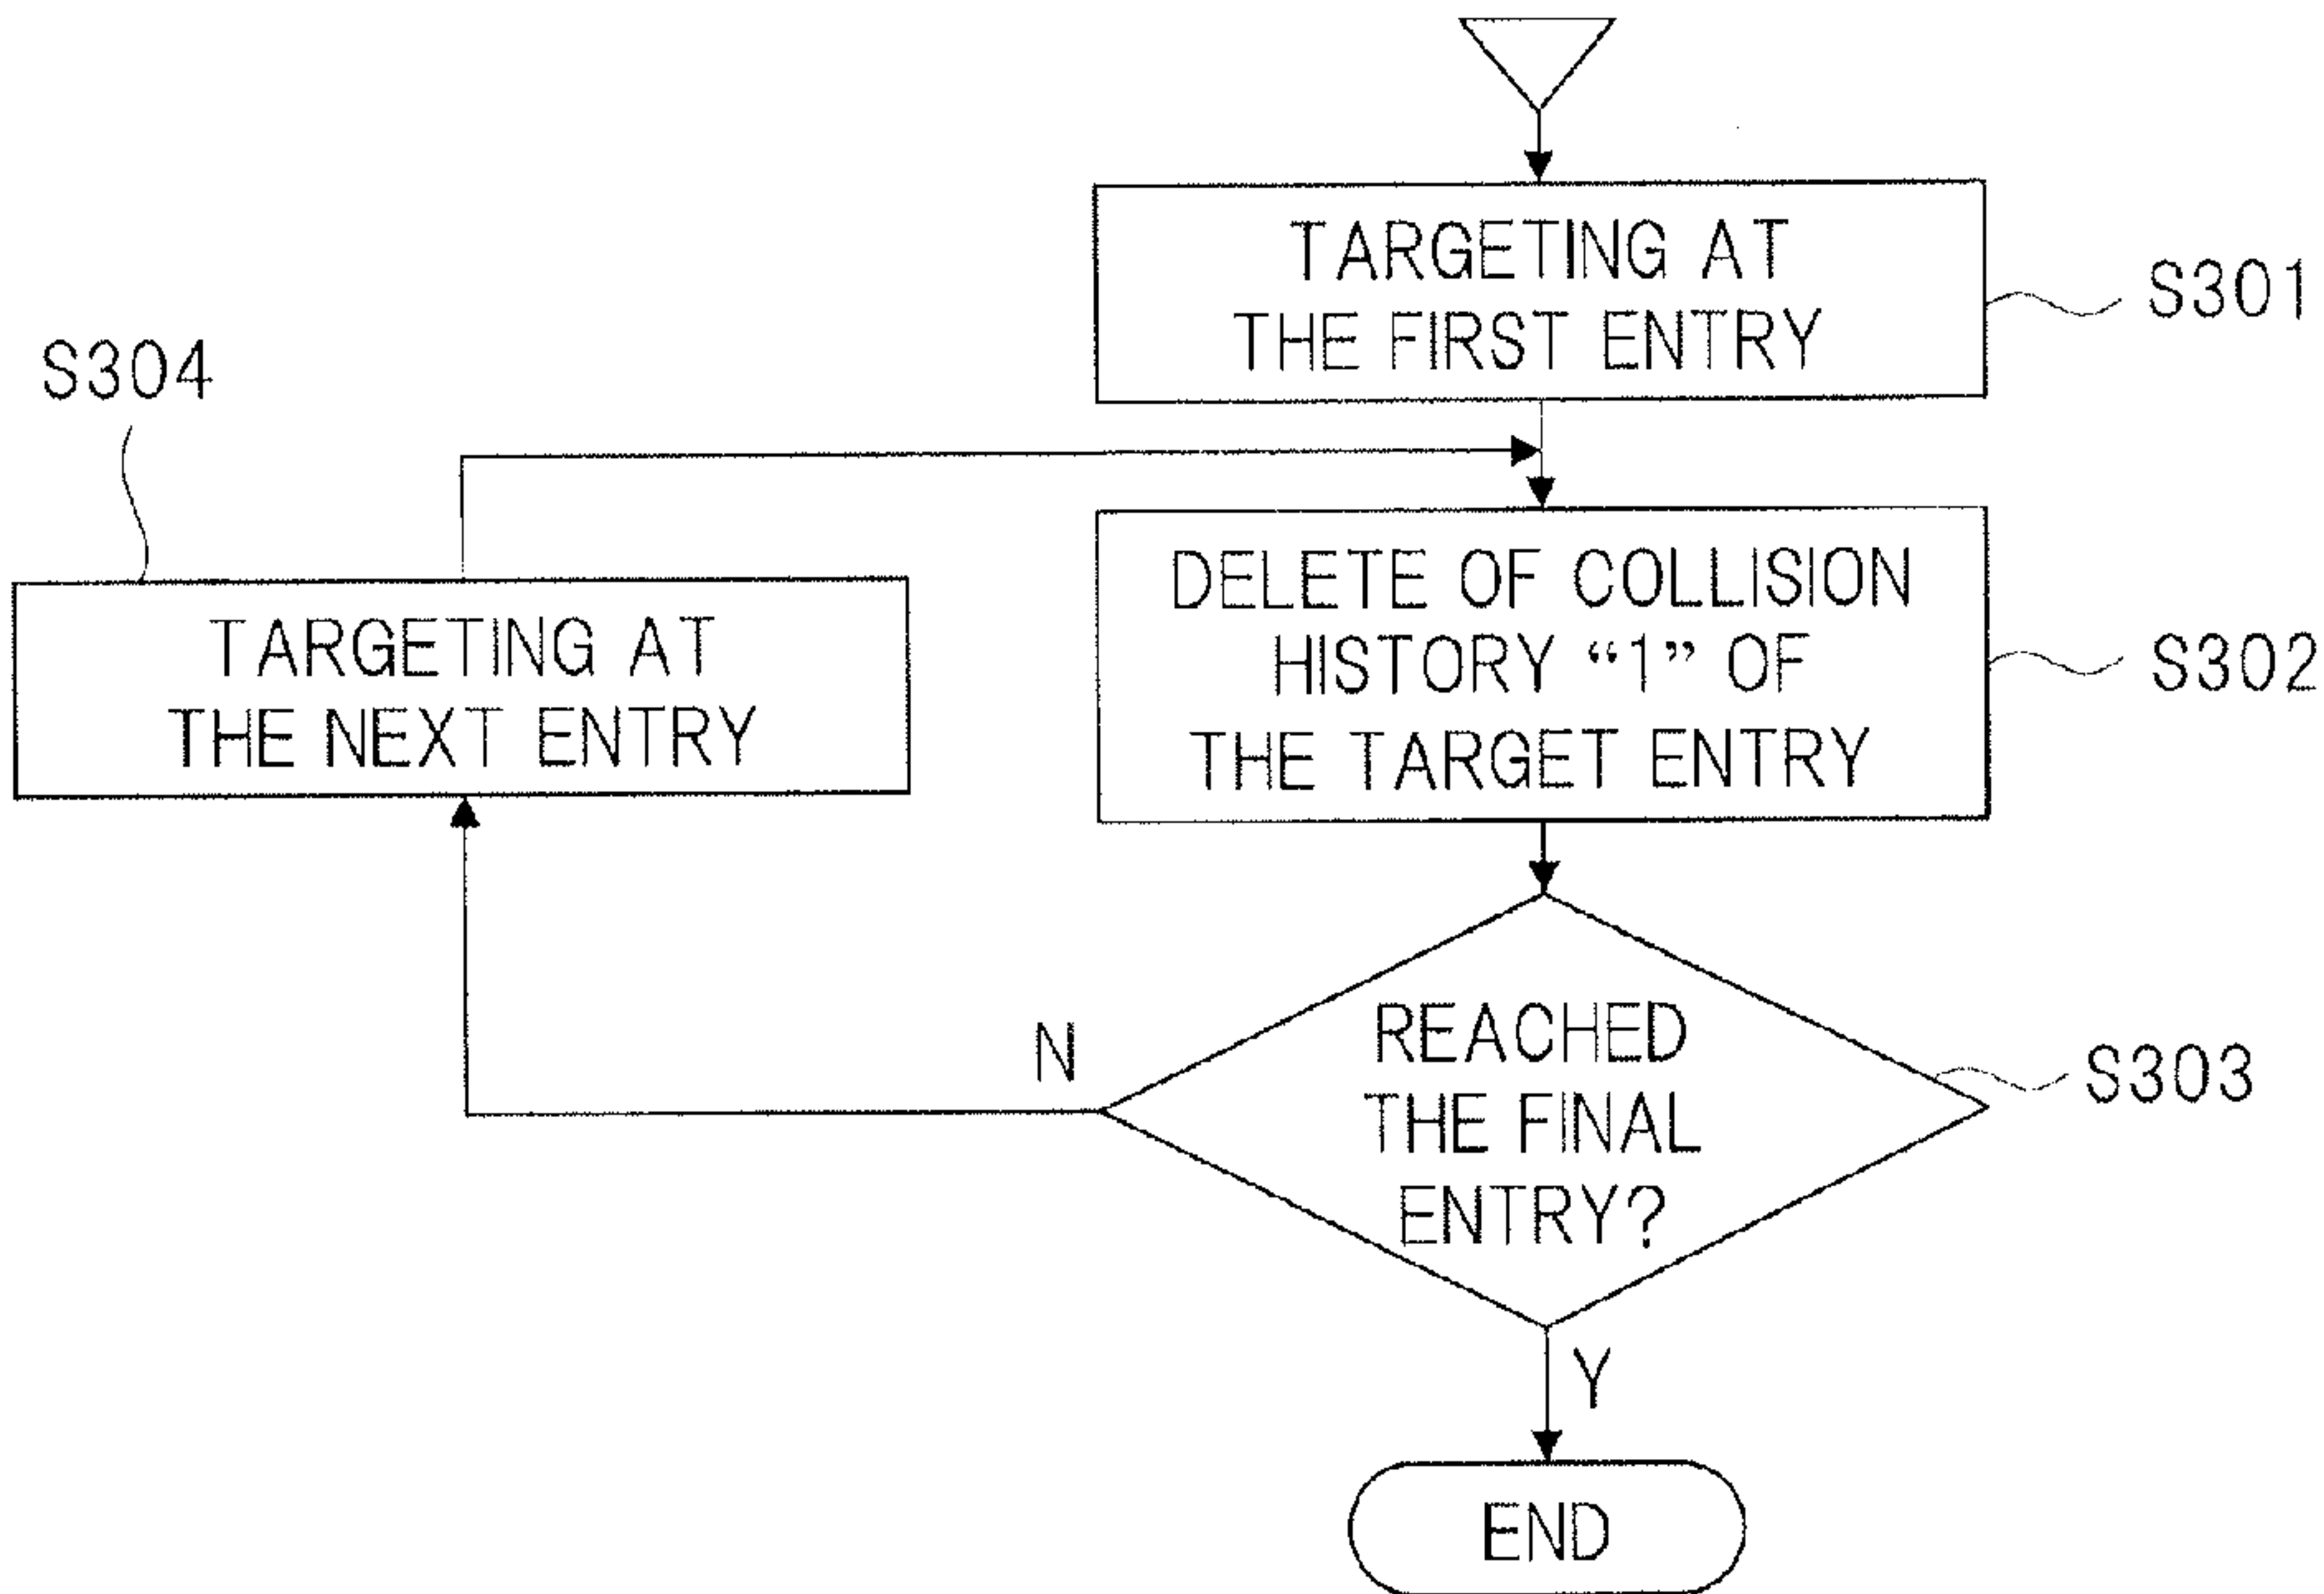 TARGETING AT
THE FIRST ENTRY
S301
S304
DELETE OF COLLISION
HISTORY “1” OF
THE TARGET ENTRY
S302
TARGETING AT
THE NEXT ENTRY
REACHED
THE FINAL
ENTRY?
S303
N
Y
END